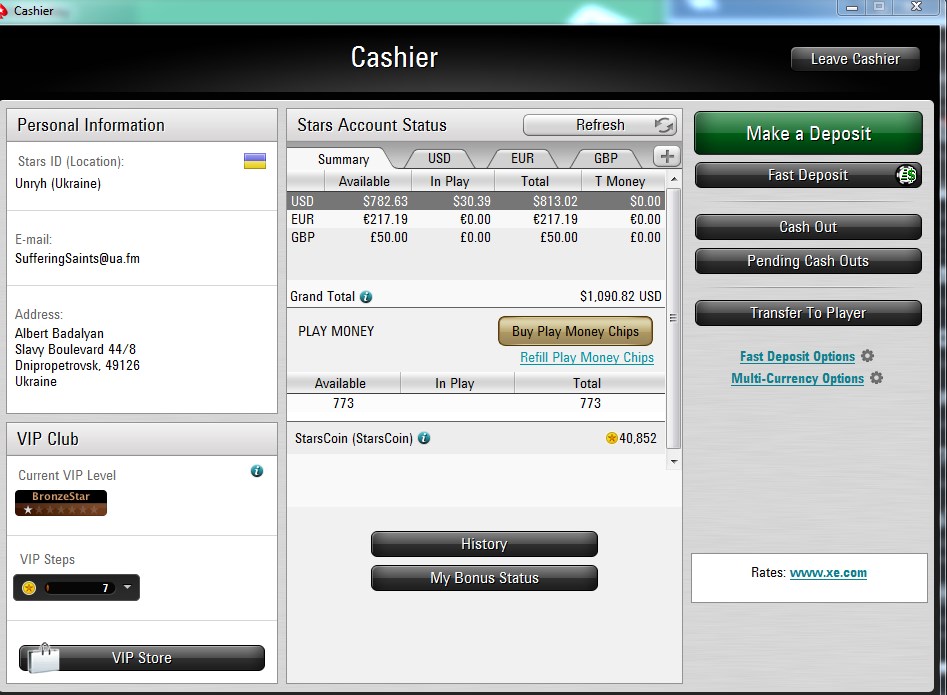 Cashier
Cashier
Leave Cashier
Personal Information
Stars ID (Location):
Unryh (Ukraine)
E-mail:
SufferingSaints@ua.fm
Address:
Albert Badalyan
Slavy Boulevard 44/8
Dnipropetrovsk, 49126
Ukraine
VIP Club
Current VIP Level
BronzeStar
VIP Steps
7
VIP Store
Stars Account Status
Refresh
Summary USD EUR GBP
Available In Play Total T Money
USD $782.63 $30.39 $813.02 $0.00
EUR €217.19 €0.00 €217.19 €0.00
GBP £50.00 £0.00 £50.00 £0.00
Grand Total $1,090.82 USD
PLAY MONEY Buy Play Money Chips
Refill Play Money Chips
Available In Play Total
773 773
StarsCoin (StarsCoin) 40,852
History
My Bonus Status
Make a Deposit
Fast Deposit
Cash Out
Pending Cash Outs
Transfer To Player
Fast Deposit Options
Multi-Currency Options
Rates: www.xe.com